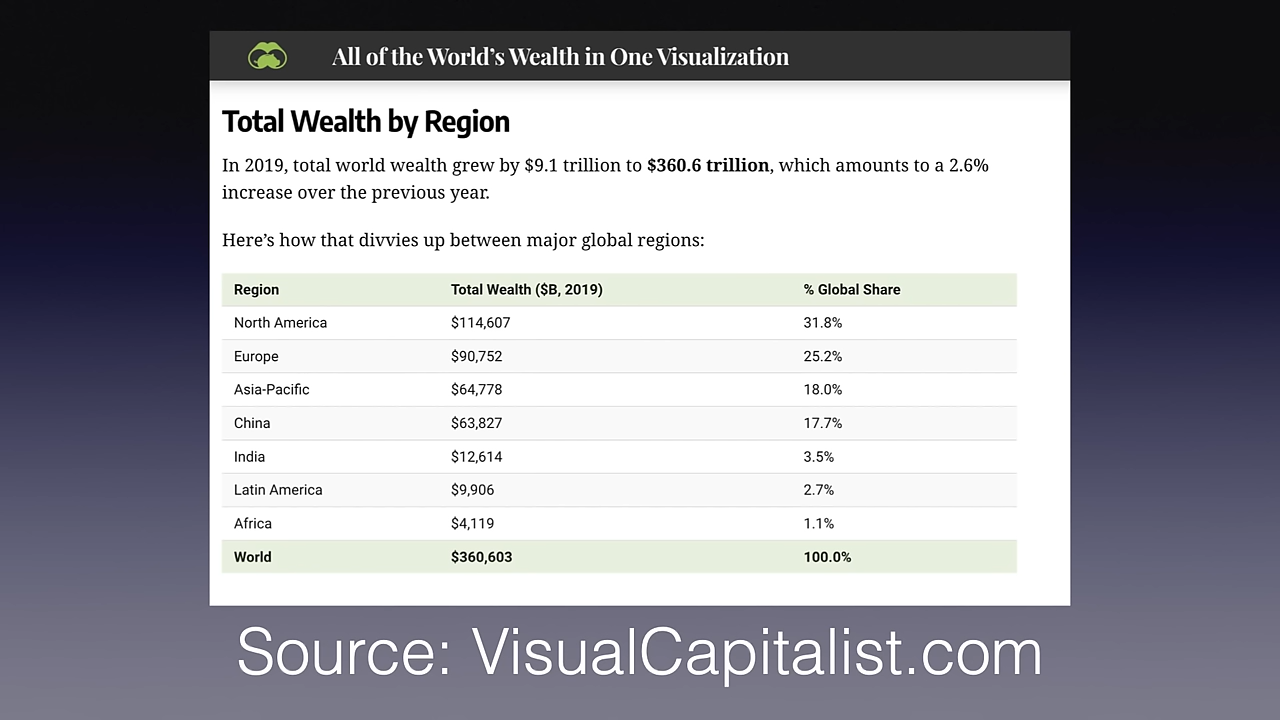 All of the World's Wealth in One Visualization
Total Wealth by Region
In 2019, total world wealth grew by $9.1 trillion to $360.6 trillion, which amounts to a 2.6%
increase over the previous year.
Here's how that divvies up between major global regions:
Region Total Wealth ($B, 2019) % Global Share
North America $114,607 31.8%
Europe $90,752 25.2%
Asia-Pacific $64,778 18.0%
China $63,827 17.7%
India $12,614 3.5%
Latin America $9,906 2.7%
Africa $4,119 1.1%
World $360,603 100.0%
Source: VisualCapitalist.com